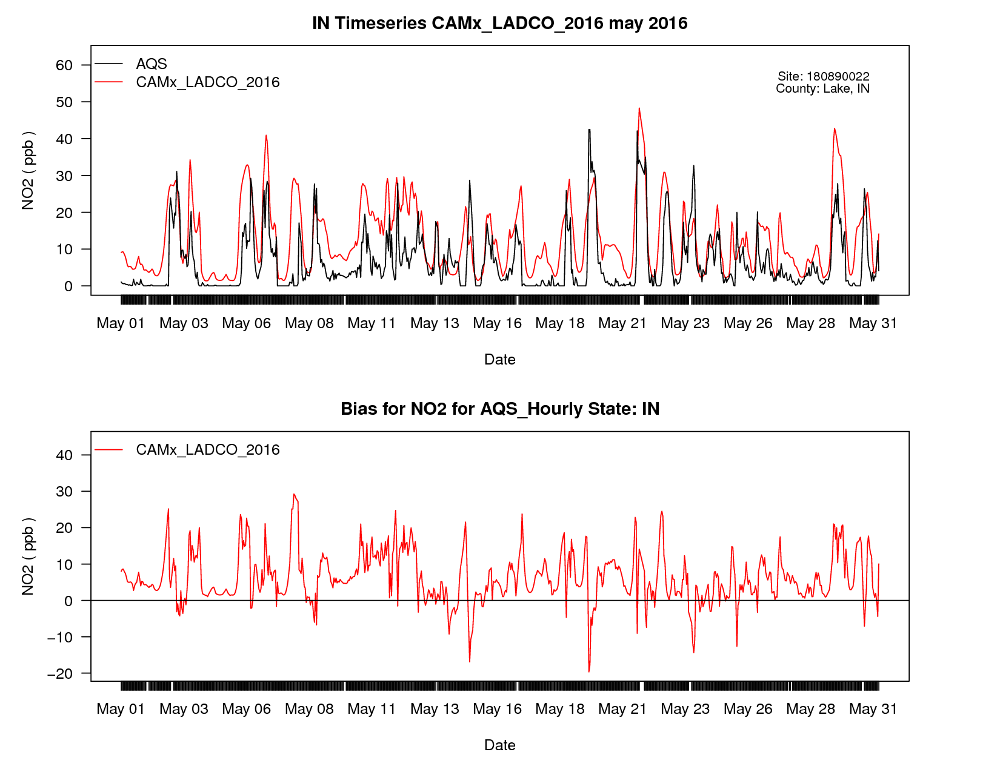 IN Timeseries CAMx_LADCO_2016 may 2016
AQS
CAMx_LADCO_2016
Site: 180890022
County: Lake, IN
NO2 ( ppb )
60
50
40
30
20
10
0
May 01 May 03 May 06 May 08 May 11 May 13 May 16 May 18 May 21 May 23 May 26 May 28 May 31
Date
Bias for NO2 for AQS_Hourly State: IN
CAMx_LADCO_2016
NO2 ( ppb )
40
30
20
10
0
−10
−20
May 01 May 03 May 06 May 08 May 11 May 13 May 16 May 18 May 21 May 23 May 26 May 28 May 31
Date